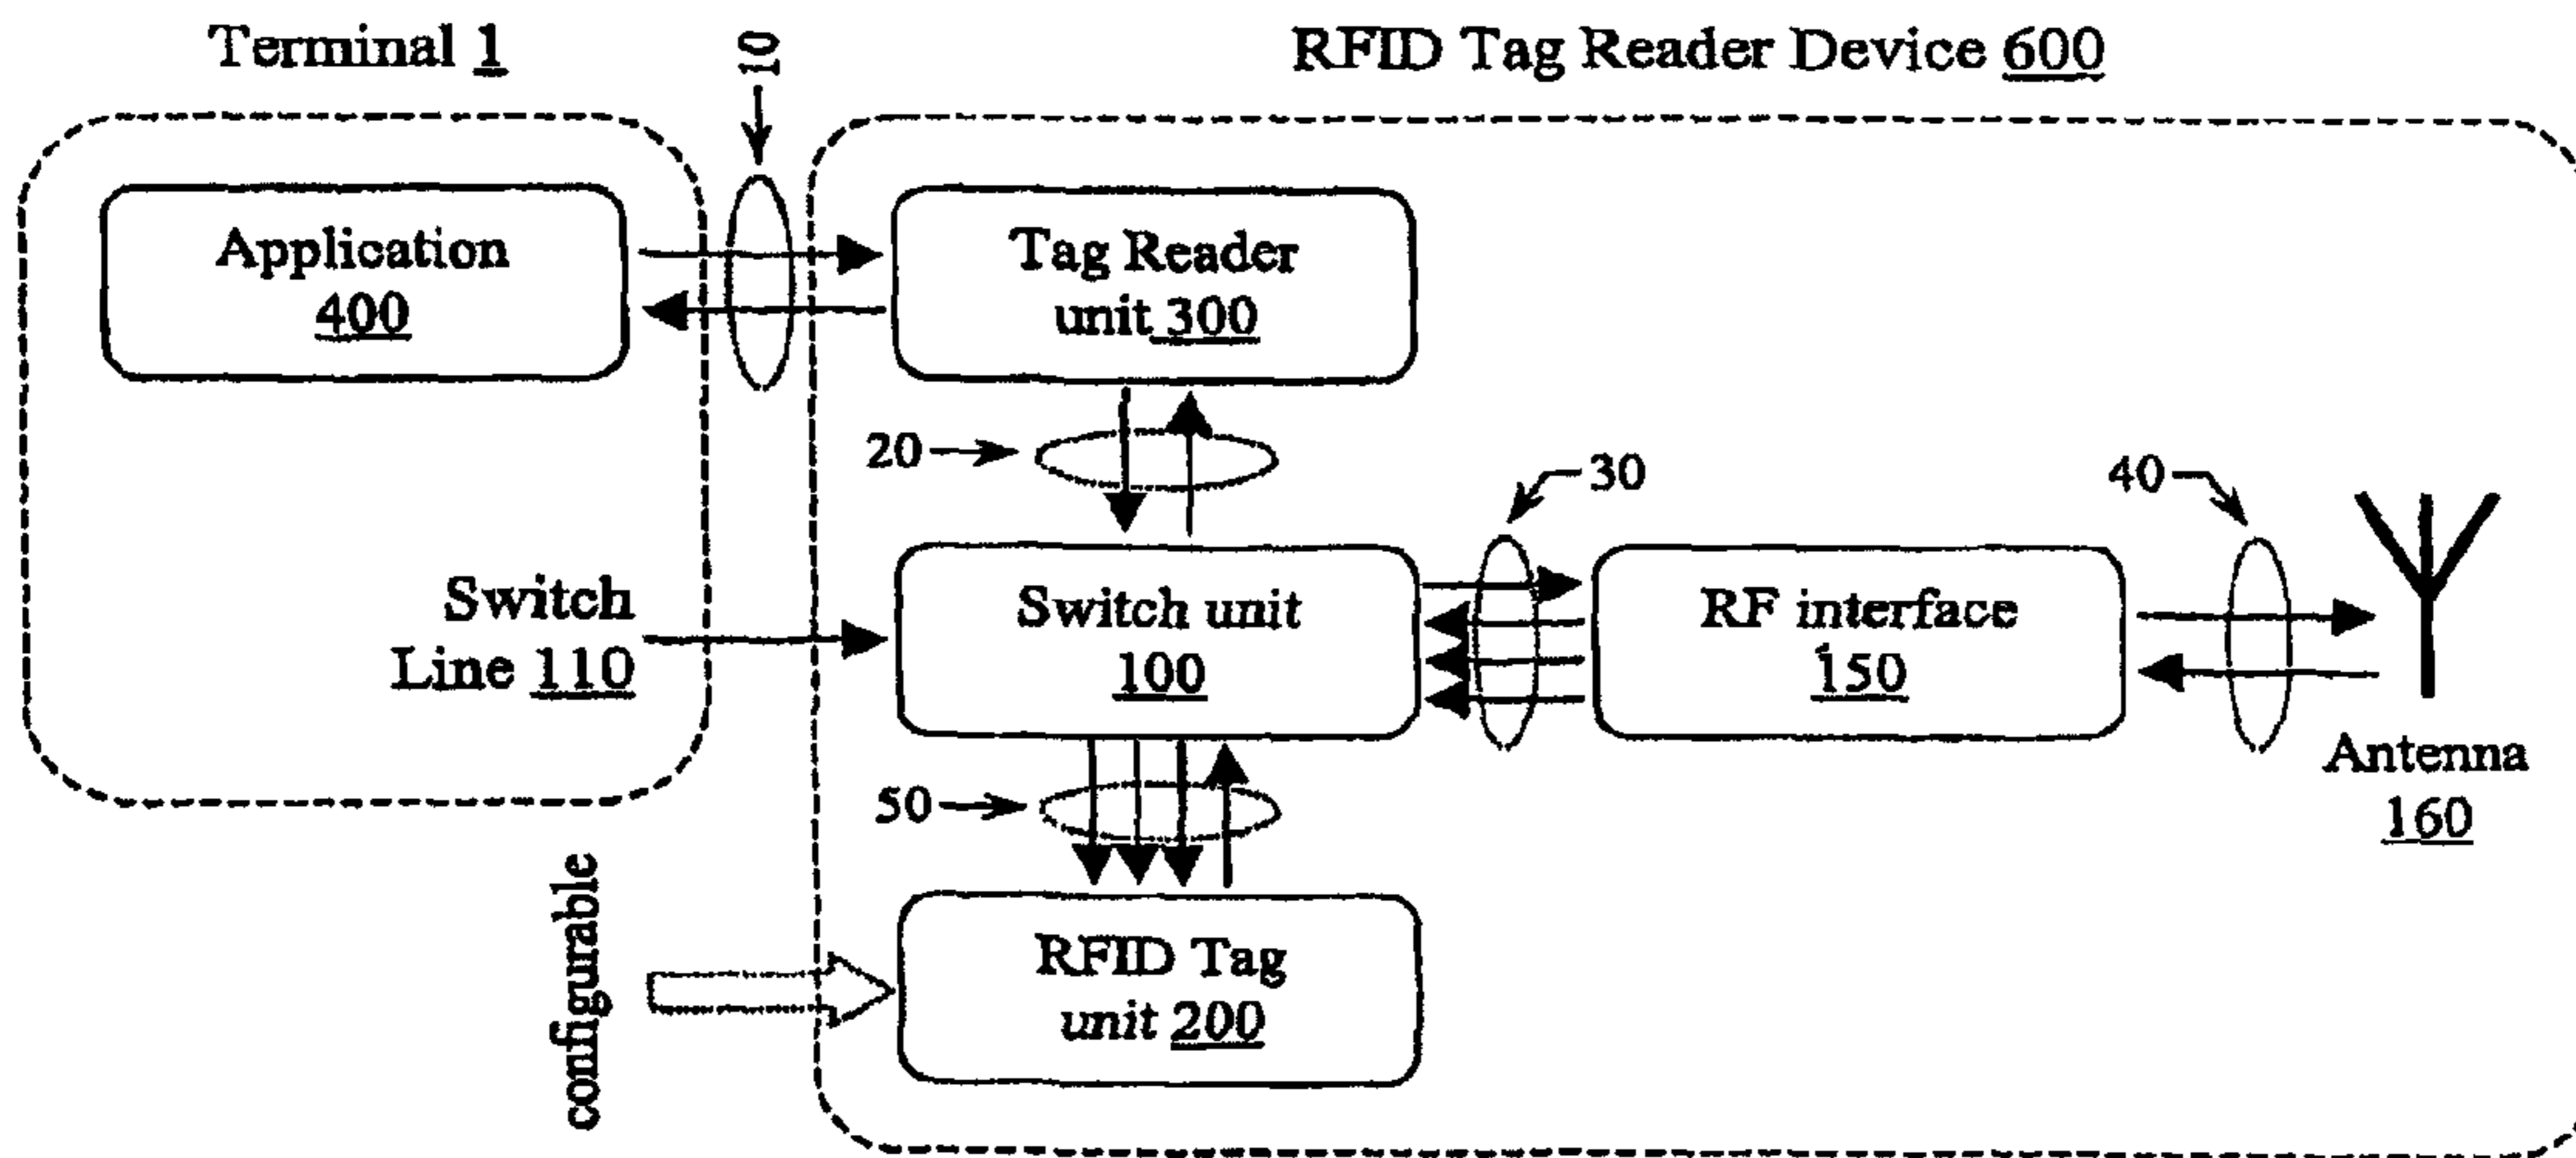 Terminal 1
10
RFID Tag Reader Device 600
Application
400
Tag Reader
unit 300
20
30
40
Switch
Line 110
Switch unit
100
RF interface
150
Antenna
160
50
configurable
RFID Tag
unit 200